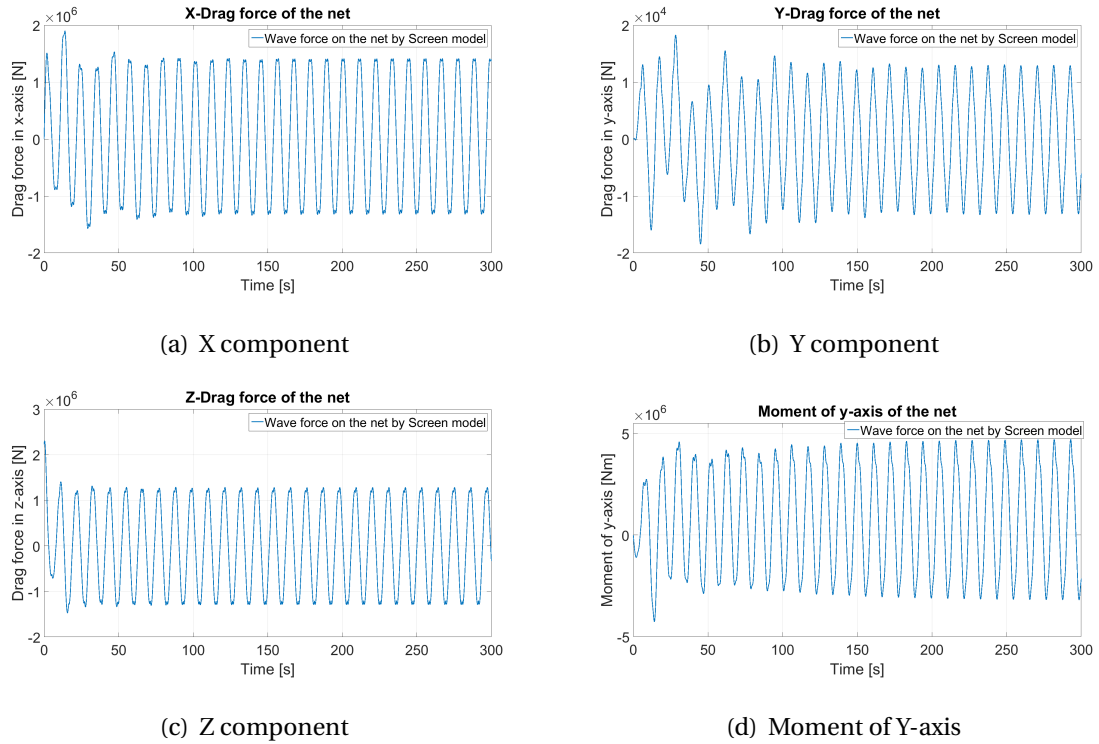 X-Drag force of the net
×10^6
Wave force on the net by Screen model
Drag force in x-axis [N]
2
1
0
-1
-2
0 50 100 150 200 250 300
Time [s]
(a) X component
Y-Drag force of the net
×10^4
Wave force on the net by Screen model
Drag force in y-axis [N]
2
1
0
-1
-2
0 50 100 150 200 250 300
Time [s]
(b) Y component
Z-Drag force of the net
×10^6
Wave force on the net by Screen model
Drag force in z-axis [N]
3
2
1
0
-1
-2
0 50 100 150 200 250 300
Time [s]
(c) Z component
Moment of y-axis of the net
×10^6
Wave force on the net by Screen model
Moment of y-axis [Nm]
5
0
-5
0 50 100 150 200 250 300
Time [s]
(d) Moment of Y-axis